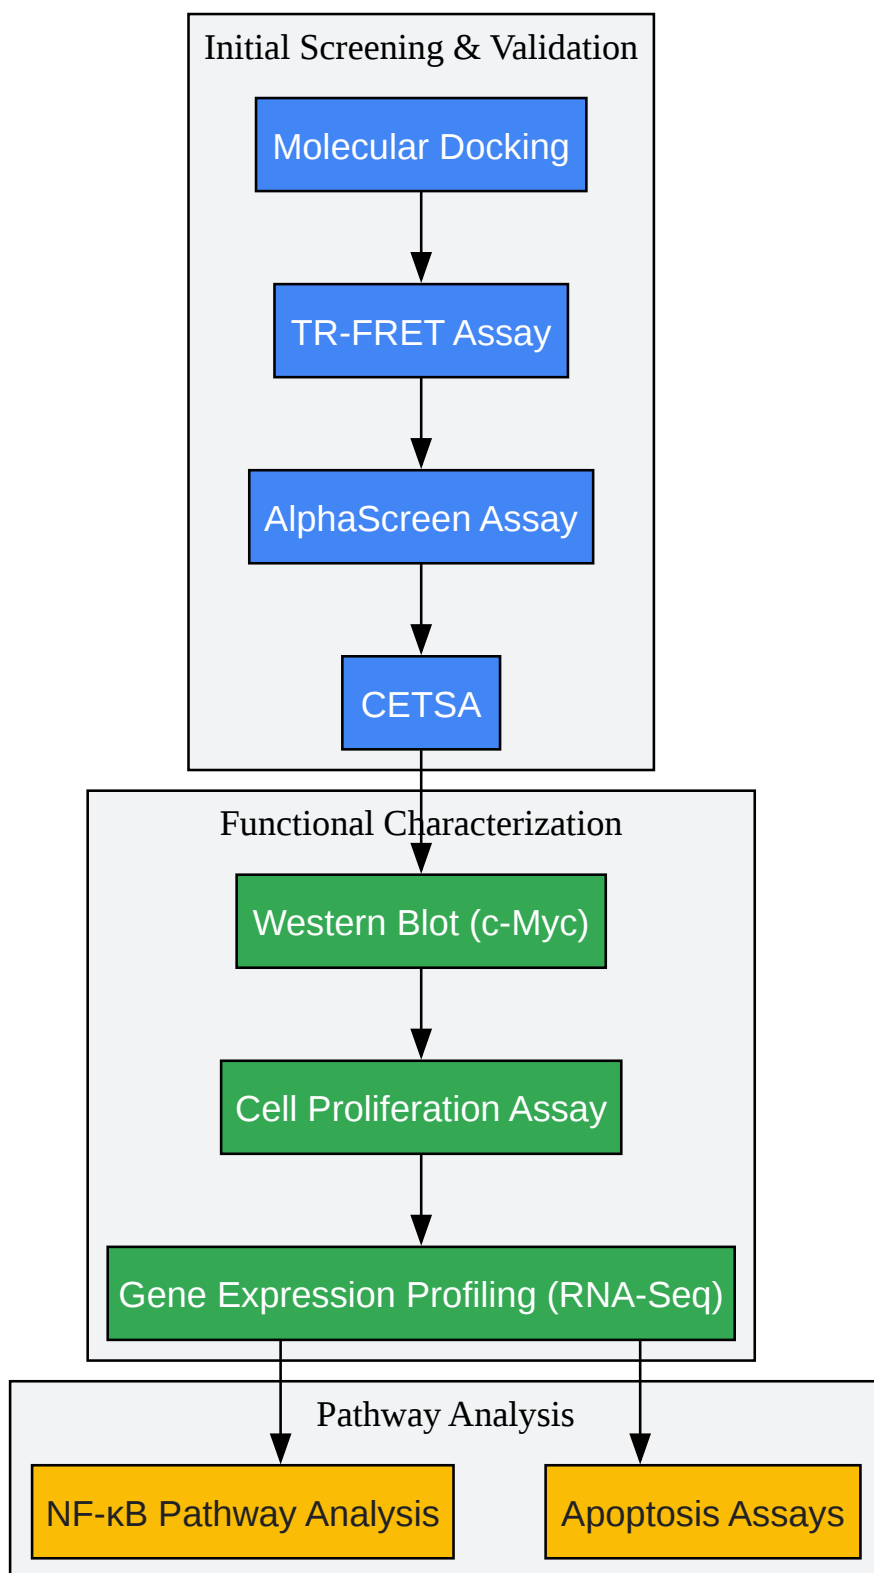 Initial Screening & Validation
Molecular Docking
TR-FRET Assay
AlphaScreen Assay
CETSA
Functional Characterization
Western Blot (c-Myc)
Cell Proliferation Assay
Gene Expression Profiling (RNA-Seq)
Pathway Analysis
NF-κB Pathway Analysis
Apoptosis Assays